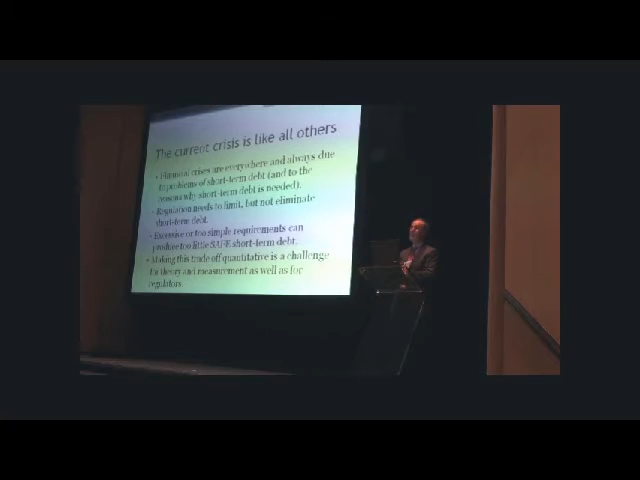 The current crisis is like all others
• Financial crises are everywhere and always due
to problems of short-term debt (and to the
reasons why short-term debt is needed).
• Regulation needs to limit, but not eliminate
short-term debt.
• Excessive or too simple requirements can
produce too little SAFE short-term debt.
• Making this trade off quantitative is a challenge
for theory and measurement as well as for
regulators.